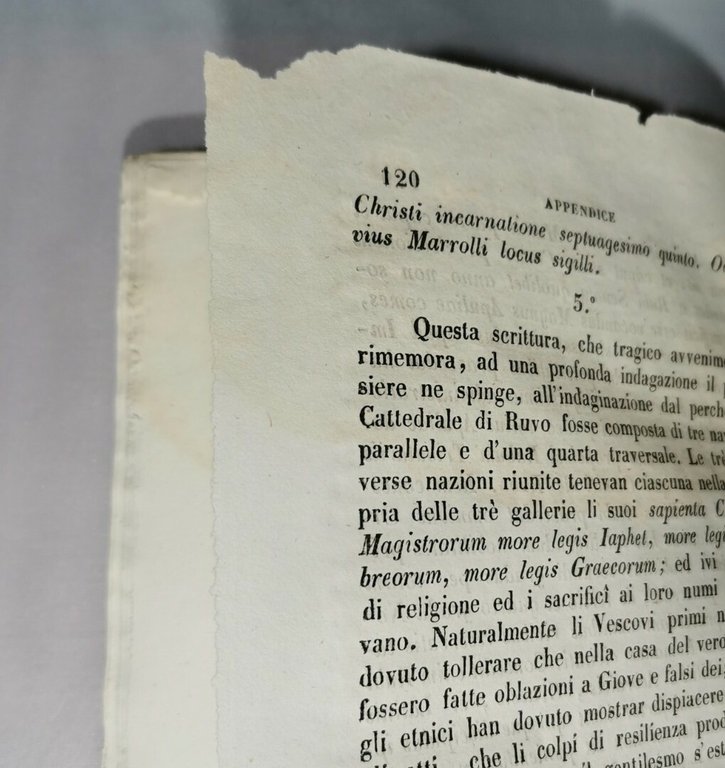 120
APPENDICE
Christi incarnatione septuagesimo quinto.
vius Marrolli locus sigilli.
5.°
Questa scrittura, che tragico avvenim
rimemora, ad una profonda indagazione il
siere ne spinge, all'indaginazione dal perch
Cattedrale di Ruvo fosse composta di tre na
parallele e d'una quarta traversale. Le tr
verse nazioni riunite tenevan ciascuna nella
pria delle trè gallerie li suoi sapienta C
Magistrorum more legis Iaphet, more leg
breorum, more legis Graecorum; ed ivi
di religione ed i sacrificî ai loro numi
vano. Naturalmente li Vescovi primi n
dovuto tollerare che nella casa del vero
fossero fatte oblazioni a Giove e falsi dei,
gli etnici han dovuto mostrar dispiacere
che li colpì di resilienza prod
gentilesmo s'est